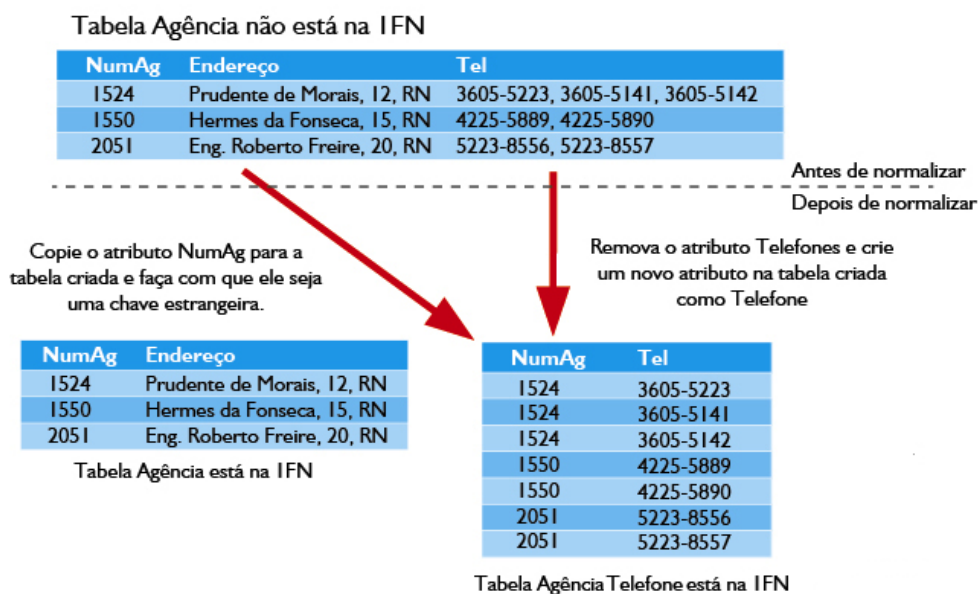 Tabela Agência não está na 1FN
NumAg Endereço Tel
1524 Prudente de Morais, 12, RN 3605-5223, 3605-5141, 3605-5142
1550 Hermes da Fonseca, 15, RN 4225-5889, 4225-5890
2051 Eng. Roberto Freire, 20, RN 5223-8556, 5223-8557
Antes de normalizar
Depois de normalizar
Copie o atributo NumAg para a
tabela criada e faça com que ele seja
uma chave estrangeira.
Remova o atributo Telefones e crie
um novo atributo na tabela criada
como Telefone
NumAg Endereço
1524 Prudente de Morais, 12, RN
1550 Hermes da Fonseca, 15, RN
2051 Eng. Roberto Freire, 20, RN
Tabela Agência está na 1FN
NumAg Tel
1524 3605-5223
1524 3605-5141
1524 3605-5142
1550 4225-5889
1550 4225-5890
2051 5223-8556
2051 5223-8557
Tabela Agência Telefone está na 1FN